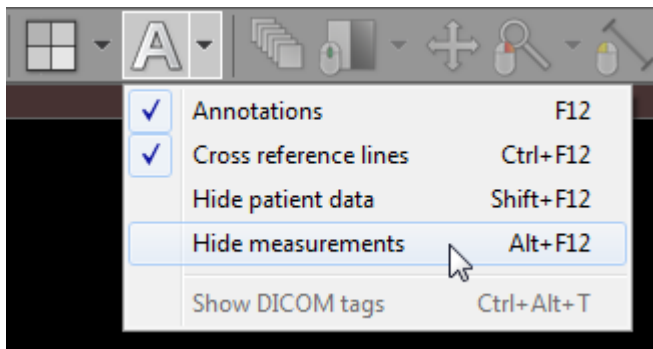 A
Annotations F12
Cross reference lines Ctrl+F12
Hide patient data Shift+F12
Hide measurements Alt+F12
Show DICOM tags Ctrl+Alt+T